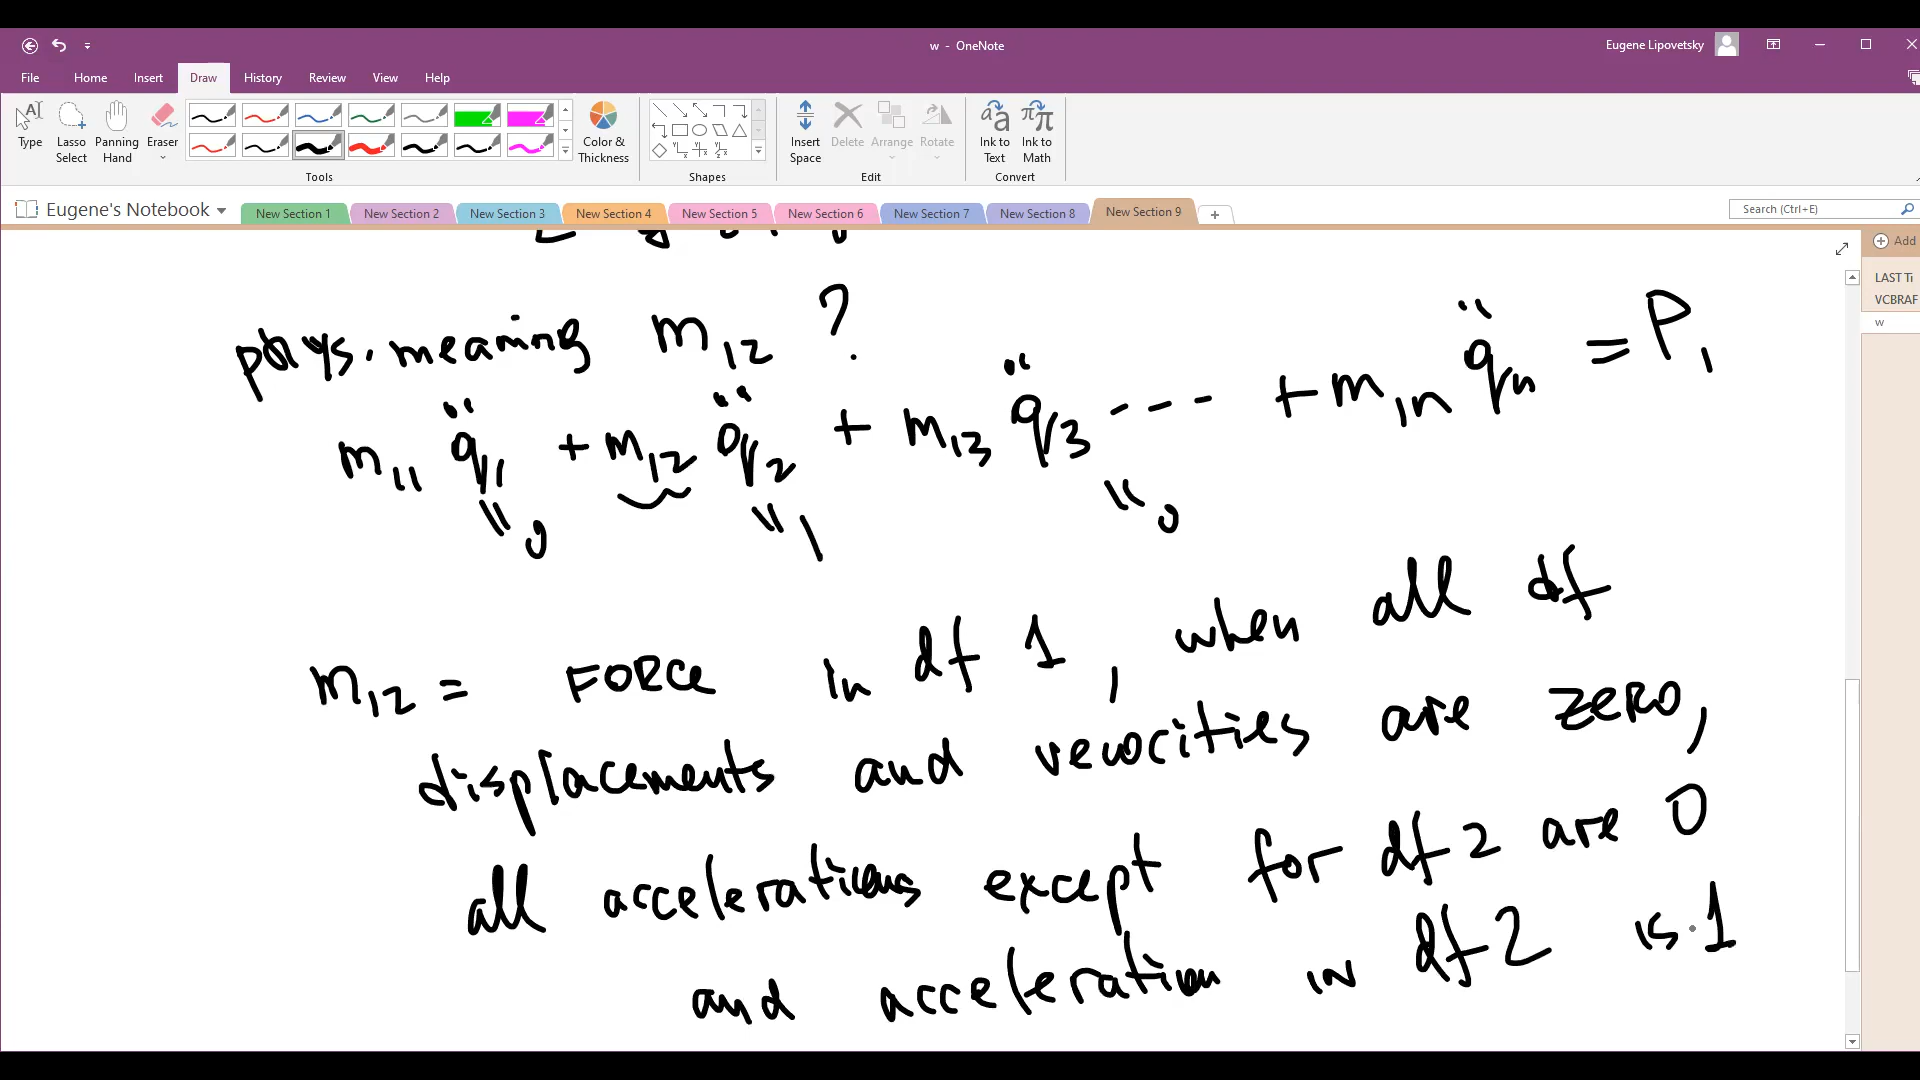 w - OneNote
Eugene Lipovetsky
File Home Insert Draw History Review View Help
Type
Lasso Select
Panning Hand
Eraser
Color & Thickness
Insert Space
Delete
Arrange
Rotate
Ink to Text
Ink to Math
Tools Shapes Edit Convert
Eugene's Notebook
New Section 1 New Section 2 New Section 3 New Section 4 New Section 5 New Section 6 New Section 7 New Section 8 New Section 9
Search (Ctrl+E)
Add
LAST Ti
VCBRAF
w
phys. meaning m₁₂ ?
m₁₁ q̈₁ + m₁₂ q̈₂ + m₁₃ q̈₃ ---- + m₁ₙ q̈ₙ = P₁
" 0 " 1 " 0
m₁₂ = FORCE in df 1, when all df
displacements and velocities are zero,
all accelerations except for df 2 are 0
and acceleration in df 2 is 1